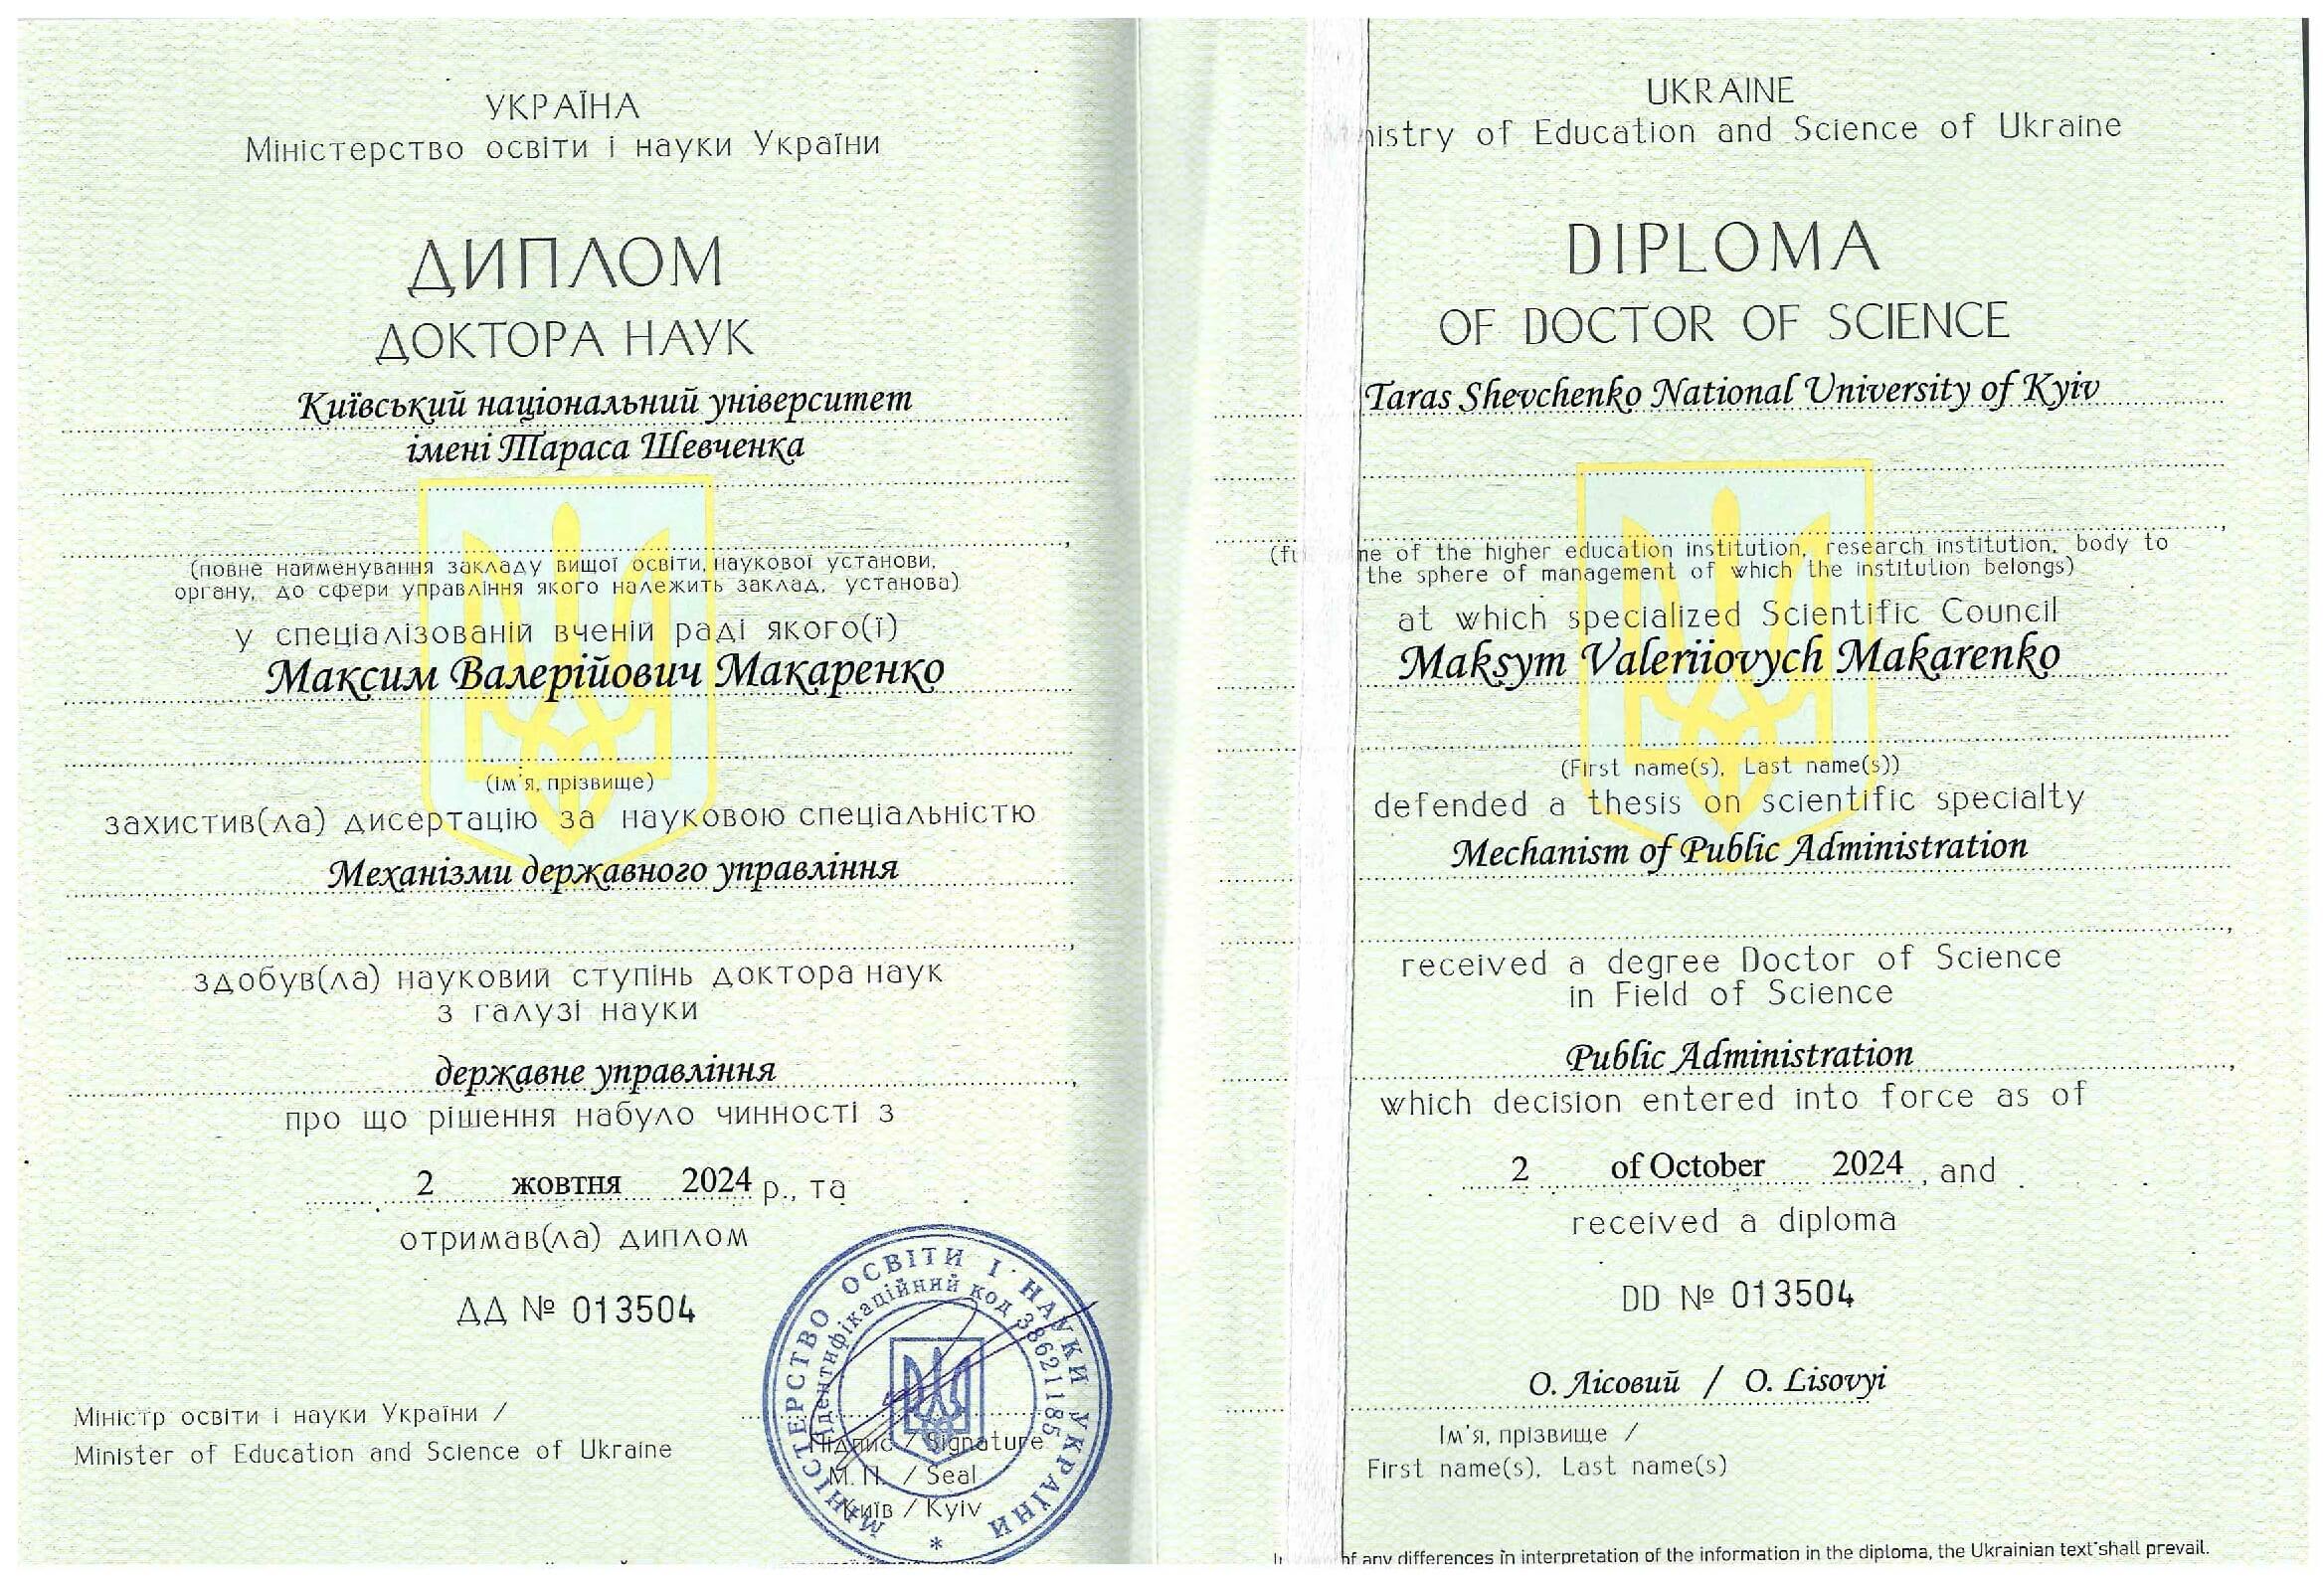 УКРАЇНА
Міністерство освіти і науки України
ДИПЛОМ
ДОКТОРА НАУК
Київський національний університет
імені Тараса Шевченка
(повне найменування закладу вищої освіти, наукової установи,
органу, до сфери управління якого належить заклад, установа)
у спеціалізованій вченій раді якого(ї)
Максим Валерійович Макаренко
(ім'я, прізвище)
захистив(ла) дисертацію за наукою спеціальністю
Механізми державного управління
здобув(ла) науковий ступінь доктора наук
з галузі науки
державне управління,
про що рішення набуло чинності з
2 жовтня 2024 р., та
отримав(ла) диплом
ДД № 013504
Міністр освіти і науки України /
Minister of Education and Science of Ukraine
Підпис / Signature
М. П. / Seal
Київ / Kyiv
МІНІСТЕРСТВО ОСВІТИ І НАУКИ УКРАЇНИ *
Ідентифікаційний код 38621185
UKRAINE
of Education and Science of Ukraine
DIPLOMA
OF DOCTOR OF SCIENCE
Taras Shevchenko National University of Kyiv
of the higher education institution, research institution, body to
the sphere of management of which the institution belongs)
at which specialized Scientific Council
Maksym Valeriiovych Makarenko
(First name(s), Last name(s))
defended a thesis on scientific specialty
Mechanism of Public Administration
received a degree Doctor of Science
in Field of Science
Public Administration,
which decision entered into force as of
2 of October 2024, and
received a diploma
DD № 013504
О. Лісовий / O. Lisovyi
Ім'я, прізвище /
First name(s), Last name(s)
of any differences in interpretation of the information in the diploma, the Ukrainian text shall prevail.